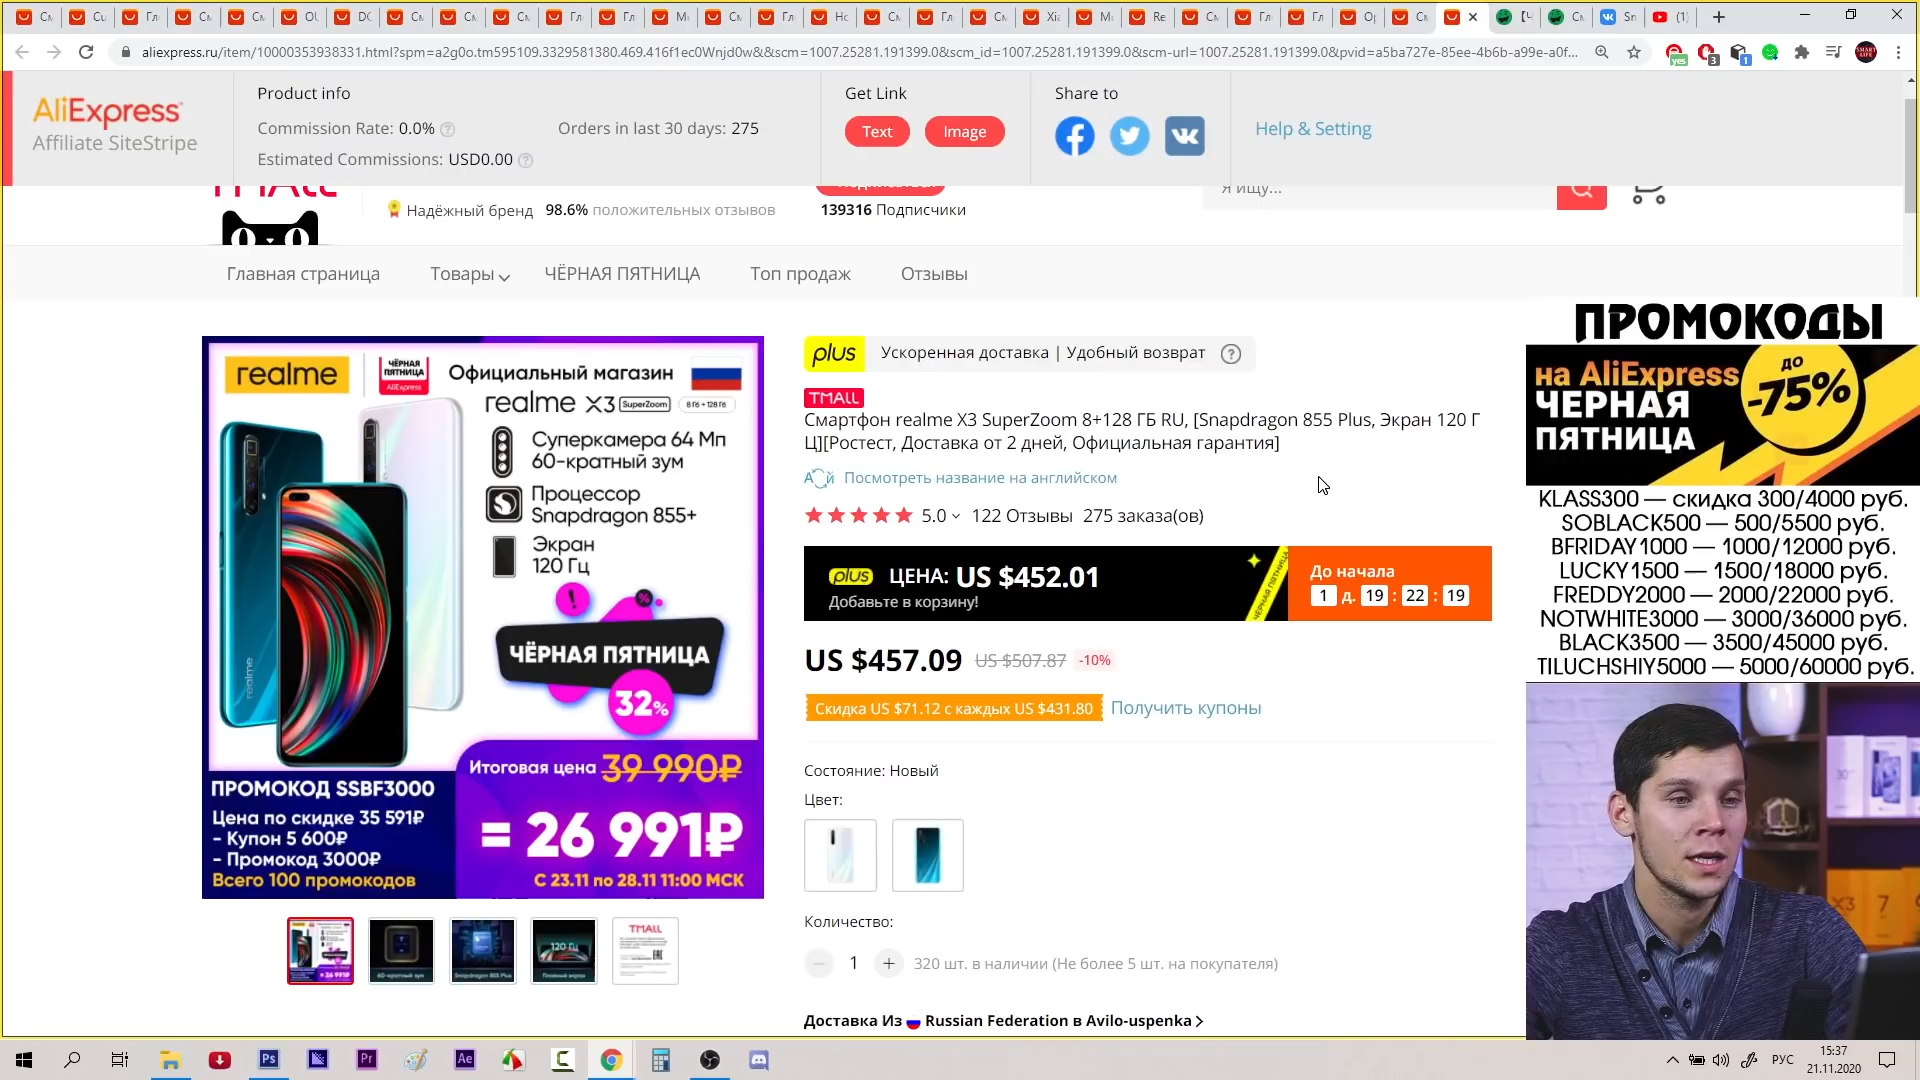 aliexpress.ru/item/10000353938331.html?spm=a2g0o.tm595109.3329581380.469.416f1ec0Wnjd0w&&scm=1007.25281.191399.0&scm_id=1007.25281.191399.0&scm-url=1007.25281.191399.0&pvid=a5ba727e-85ee-4b6b-a99e-a0f...
AliExpress
Affiliate SiteStripe
Product info
Commission Rate: 0.0%
Orders in last 30 days: 275
Estimated Commissions: USD0.00
Get Link
Text
Image
Share to
Help & Setting
Надёжный бренд 98.6% положительных отзывов
139316 Подписчики
Я ищу...
Главная страница
Товары
ЧЁРНАЯ ПЯТНИЦА
Топ продаж
Отзывы
realme
ЧЁРНАЯ ПЯТНИЦА
AliExpress
Официальный магазин
realme X3 SuperZoom 8 Гб + 128 Гб
Суперкамера 64 Мп
60-кратный зум
Процессор
Snapdragon 855+
Экран
120 Гц
ЧЁРНАЯ ПЯТНИЦА
32%
ПРОМОКОД SSBF3000
Цена по скидке 35 591₽
- Купон 5 600₽
- Промокод 3000₽
Всего 100 промокодов
Итоговая цена 39 990₽
= 26 991₽
С 23.11 по 28.11 11:00 МСК
plus
Ускоренная доставка | Удобный возврат
TMALL
Смартфон realme X3 SuperZoom 8+128 ГБ RU, [Snapdragon 855 Plus, Экран 120 Г
Ц][Ростест, Доставка от 2 дней, Официальная гарантия]
Посмотреть название на английском
5.0 122 Отзывы 275 заказа(ов)
plus ЦЕНА: US $452.01
Добавьте в корзину!
ЧЕРНАЯ ПЯТНИЦА
До начала
1 д. 19 : 22 : 19
US $457.09 US $507.87 -10%
Скидка US $71.12 с каждых US $431.80 Получить купоны
Состояние: Новый
Цвет:
Количество:
1
320 шт. в наличии (Не более 5 шт. на покупателя)
Доставка Из Russian Federation в Avilo-uspenka
ПРОМОКОДЫ
на AliExpress
ЧЕРНАЯ
ПЯТНИЦА
до
-75%
KLASS300 — скидка 300/4000 руб.
SOBLACK500 — 500/5500 руб.
BFRIDAY1000 — 1000/12000 руб.
LUCKY1500 — 1500/18000 руб.
FREDDY2000 — 2000/22000 руб.
NOTWHITE3000 — 3000/36000 руб.
BLACK3500 — 3500/45000 руб.
TILUCHSHIY5000 — 5000/60000 руб.
РУС
15:37
21.11.2020